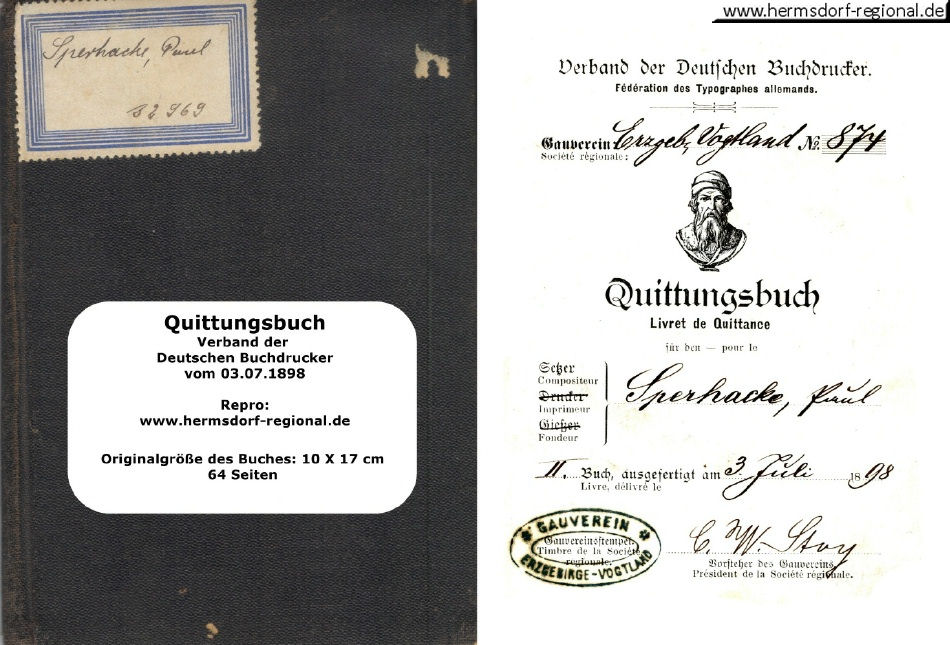 Sperhacke, Paul
32969
Quittungsbuch
Verband der
Deutschen Buchdrucker
vom 03.07.1898
Repro:
www.hermsdorf-regional.de
Originalgröße des Buches: 10 X 17 cm
64 Seiten
www.hermsdorf-regional.de
Verband der Deutschen Buchdrucker.
Fédération des Typographes allemands.
Gauverein: Erzgeb. Vogtland No. 874
Société régionale:
Quittungsbuch
Livret de Quittance
für den — pour le
Setzer
Compositeur
Drucker
Imprimeur
Gießer
Fondeur
Sperhacke, Paul
II. Buch, ausgefertigt am 3. Juli 1898
Livre, délivré le
GAUVEREIN
Gauvereinsstempel.
Timbre de la Société
régionale.
ERZGEBIRGE-VOGTLAND
C. W. Stoy
Vorsteher des Gauvereins.
Président de la Société régionale.